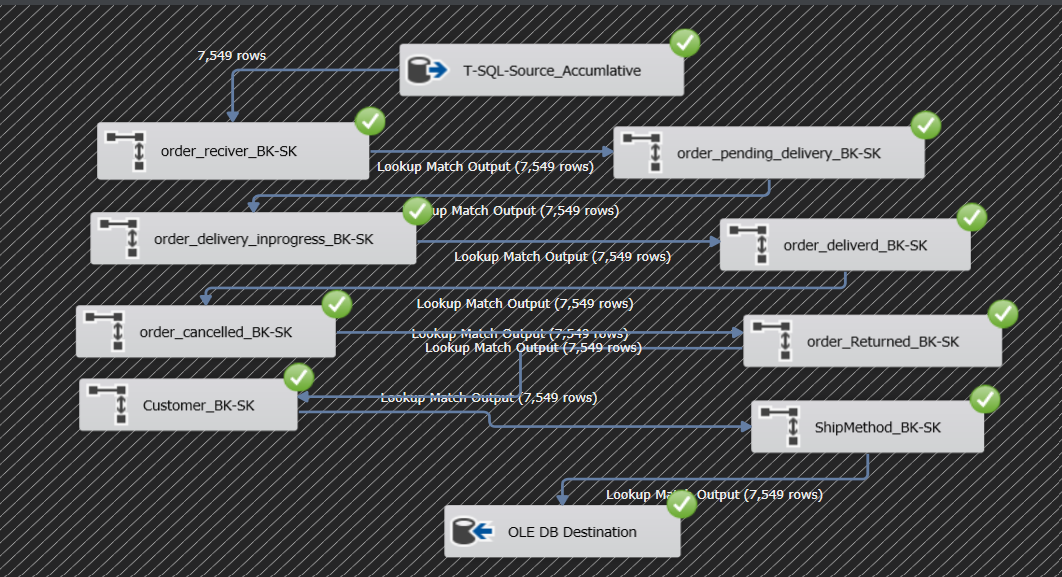 T-SQL-Source_Accumlative
7,549 rows
order_reciver_BK-SK
Lookup Match Output (7,549 rows)
order_pending_delivery_BK-SK
up Match Output (7,549 rows)
order_delivery_inprogress_BK-SK
Lookup Match Output (7,549 rows)
order_deliverd_BK-SK
Lookup Match Output (7,549 rows)
order_cancelled_BK-SK
Lookup Match Output (7,549 rows)
order_Returned_BK-SK
Lookup Match Output (7,549 rows)
Customer_BK-SK
Lookup Match Output (7,549 rows)
ShipMethod_BK-SK
Lookup Match Output (7,549 rows)
OLE DB Destination